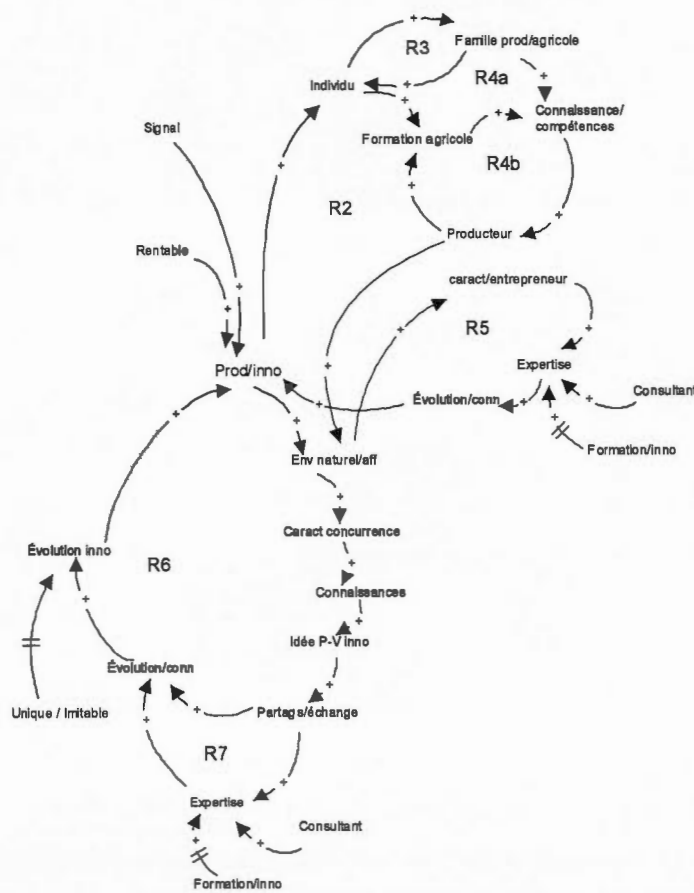 R3
Famille prod/agricole
Individu
R4a
Connaissance/
compétences
Signal
Formation agricole
R4b
R2
Producteur
Rentable
caract/entrepreneur
R5
Prod/inno
Expertise
Évolution/conn
Consultant
Env naturel/aff
Formation/inno
Caract concurrence
Évolution inno
R6
Connaissances
Idée P-V inno
Évolution/conn
Unique / Imitable
Partags/échange
R7
Expertise
Consultant
Formation/inno